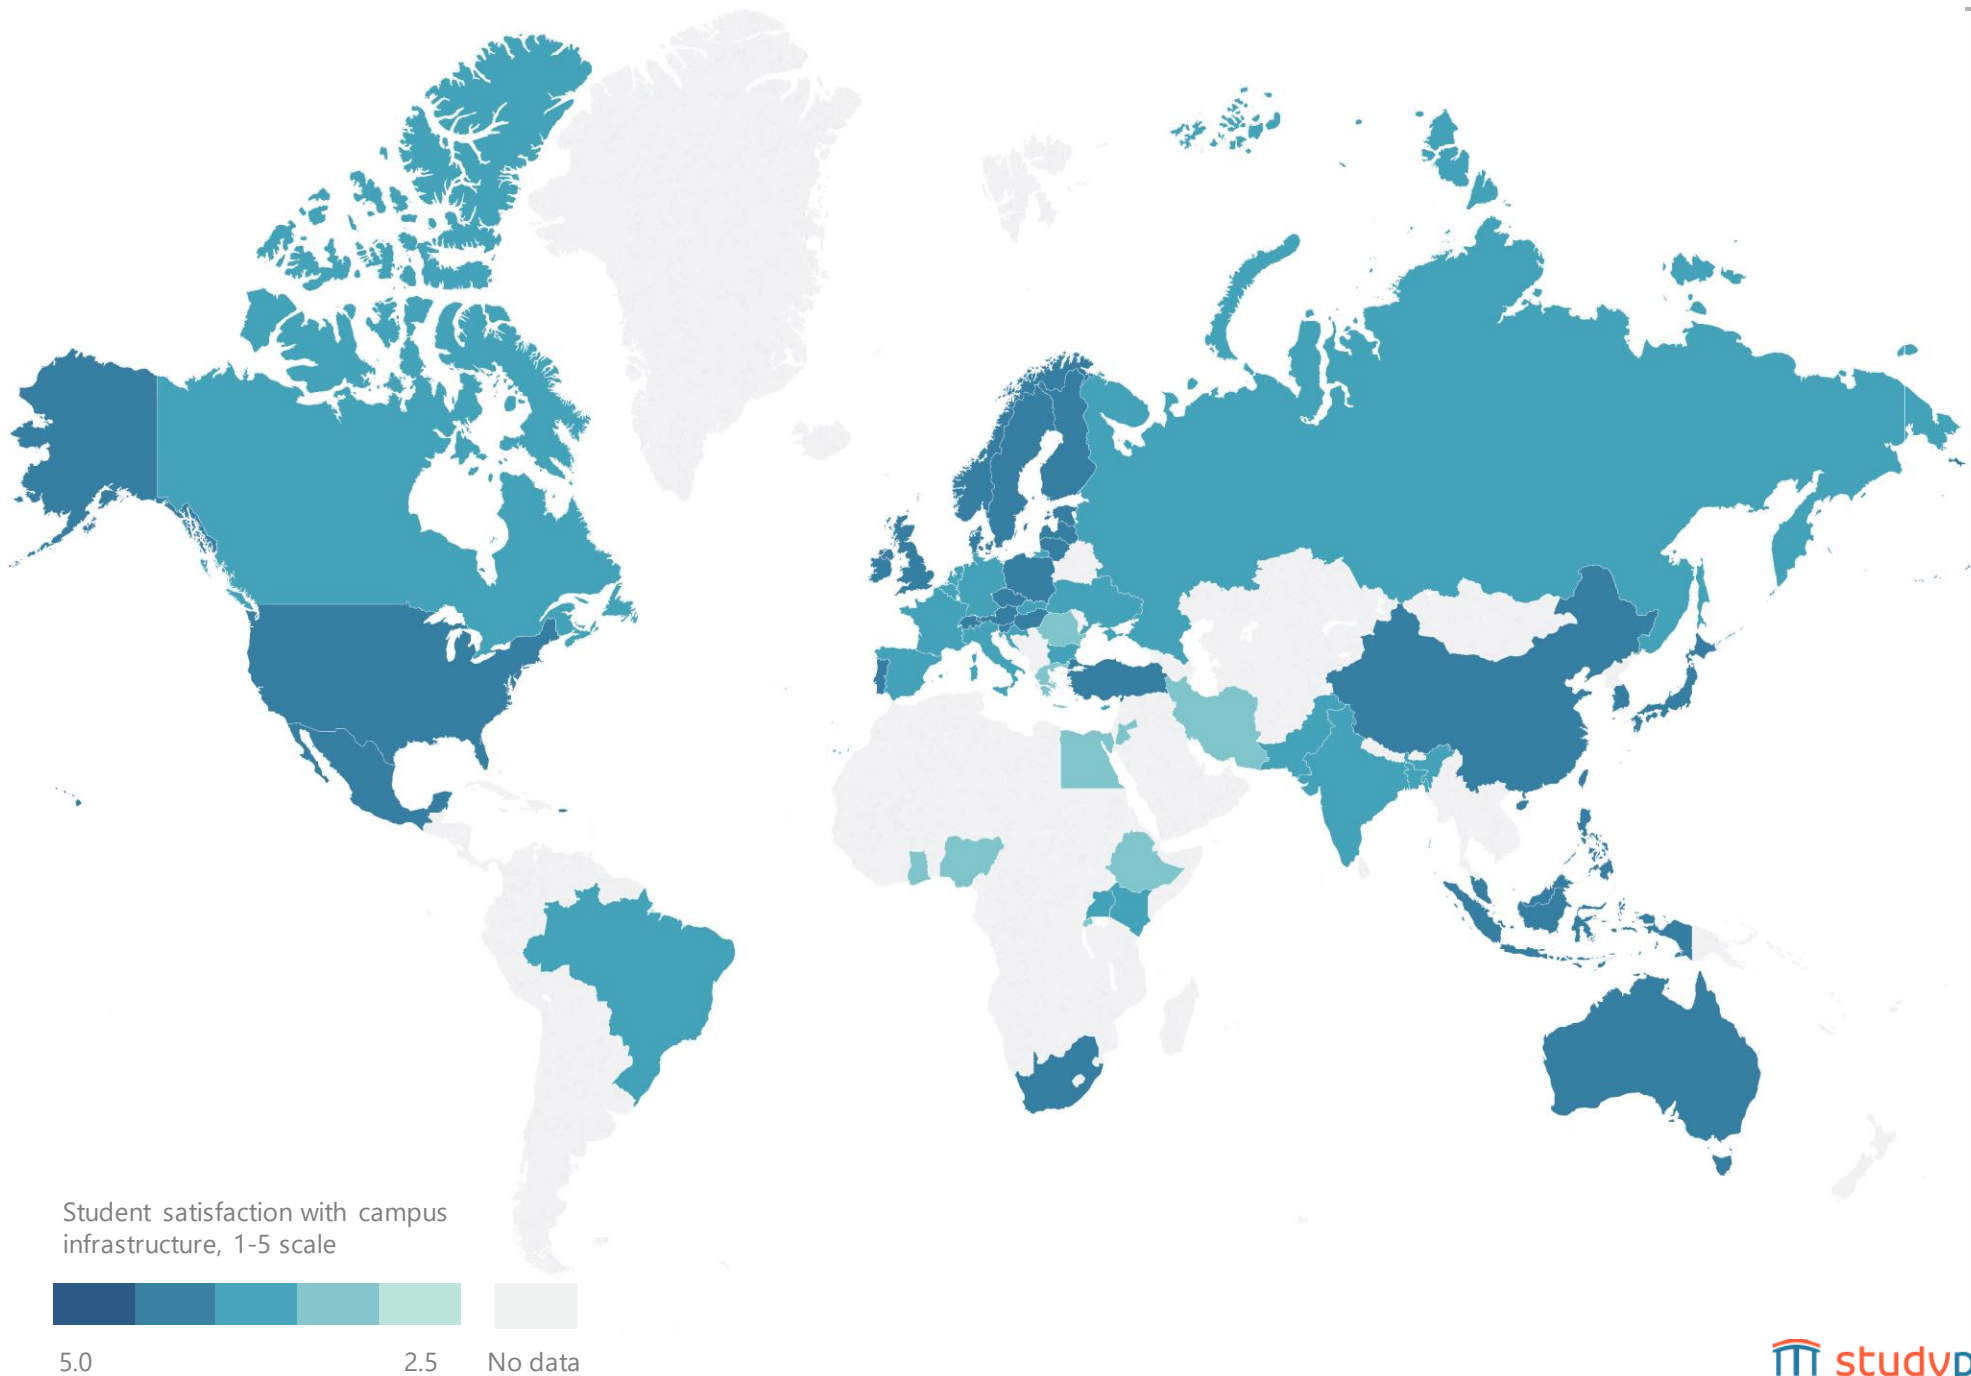 Student satisfaction with campus
infrastructure, 1-5 scale
5.0
2.5
No data